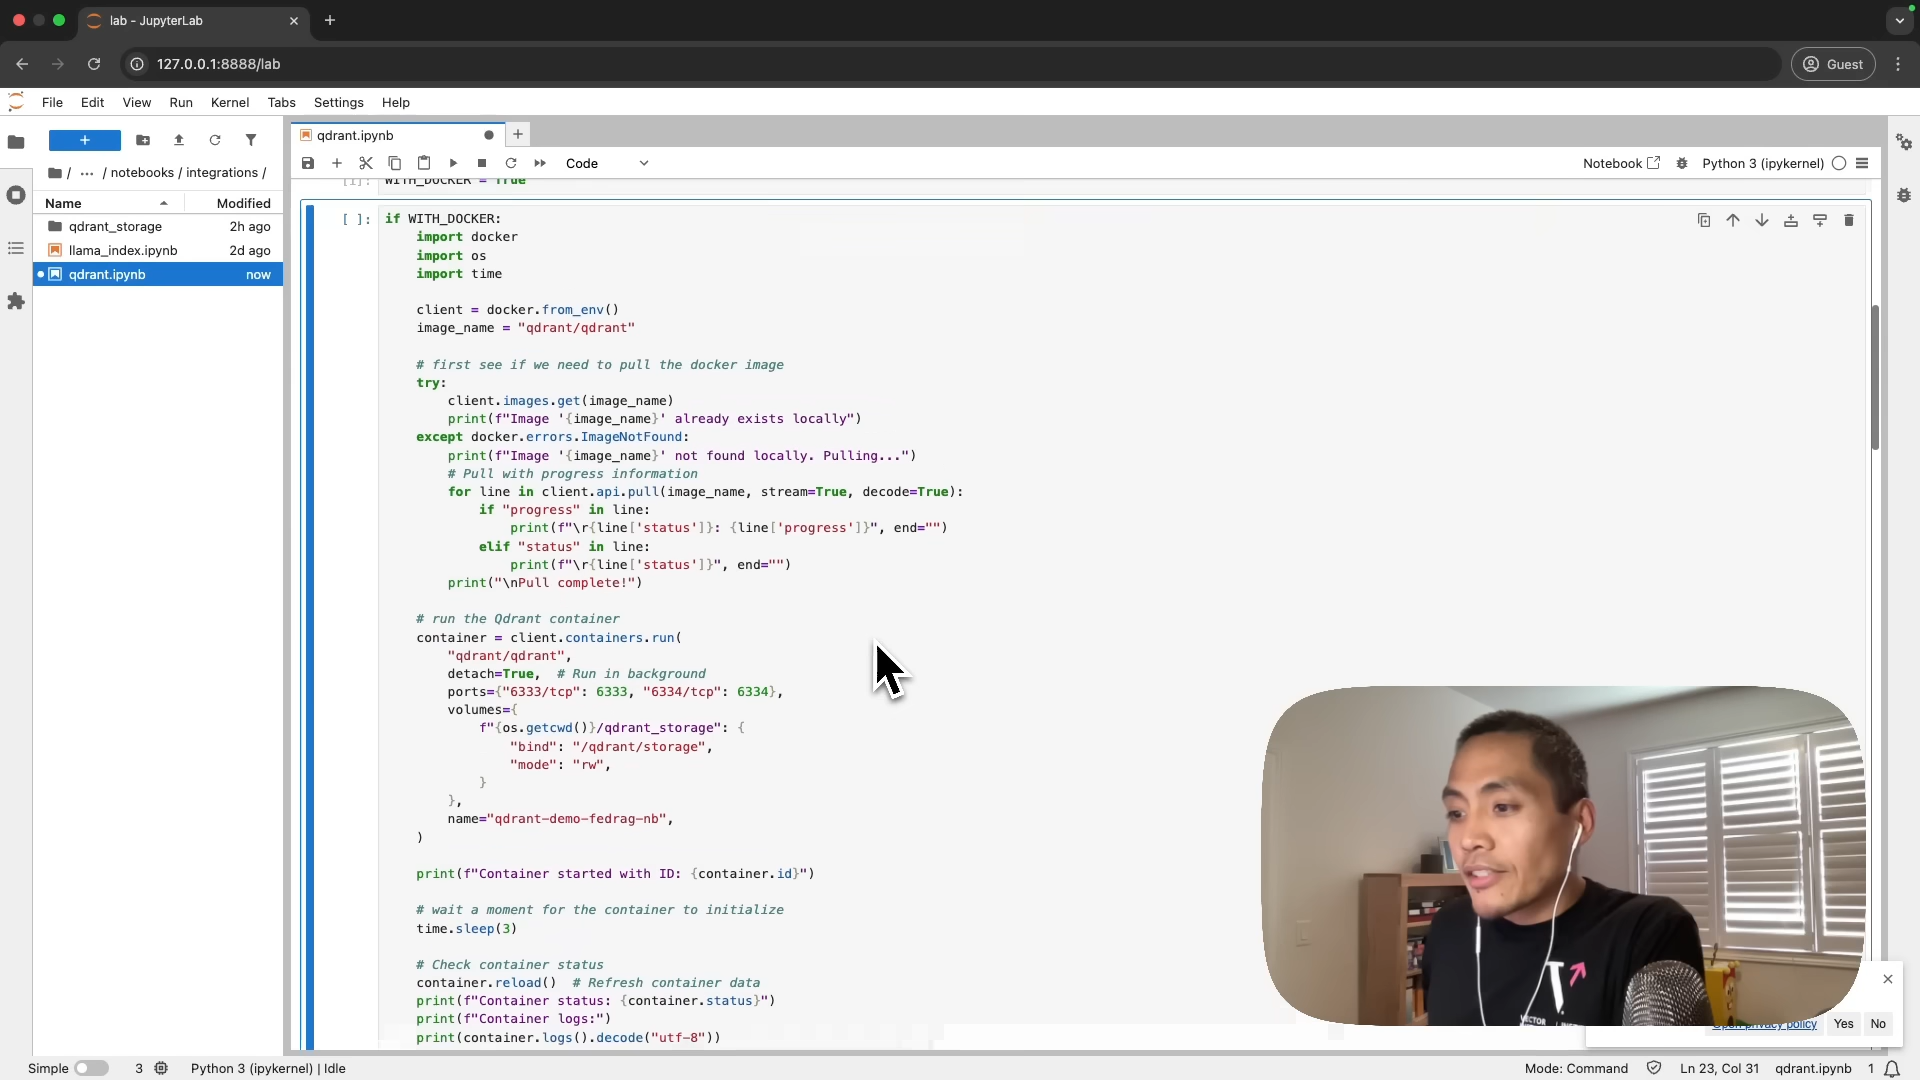 lab - JupyterLab
127.0.0.1:8888/lab
Guest
File Edit View Run Kernel Tabs Settings Help
qdrant.ipynb
/ ··· / notebooks / integrations /
Code
Notebook
Python 3 (ipykernel)
Name Modified
qdrant_storage 2h ago
llama_index.ipynb 2d ago
qdrant.ipynb now
[1]: WITH_DOCKER = True
[ ]: if WITH_DOCKER:
import docker
import os
import time
client = docker.from_env()
image_name = "qdrant/qdrant"
# first see if we need to pull the docker image
try:
client.images.get(image_name)
print(f"Image '{image_name}' already exists locally")
except docker.errors.ImageNotFound:
print(f"Image '{image_name}' not found locally. Pulling...")
# Pull with progress information
for line in client.api.pull(image_name, stream=True, decode=True):
if "progress" in line:
print(f"\r{line['status']}: {line['progress']}", end="")
elif "status" in line:
print(f"\r{line['status']}", end="")
print("\nPull complete!")
# run the Qdrant container
container = client.containers.run(
"qdrant/qdrant",
detach=True,  # Run in background
ports={"6333/tcp": 6333, "6334/tcp": 6334},
volumes={
f"{os.getcwd()}/qdrant_storage": {
"bind": "/qdrant/storage",
"mode": "rw",
}
},
name="qdrant-demo-fedrag-nb",
)
print(f"Container started with ID: {container.id}")
# wait a moment for the container to initialize
time.sleep(3)
# Check container status
container.reload()  # Refresh container data
print(f"Container status: {container.status}")
print(f"Container logs:")
print(container.logs().decode("utf-8"))
VECTOR
Open privacy policy Yes No
Simple 3 Python 3 (ipykernel) | Idle
Mode: Command Ln 23, Col 31 qdrant.ipynb 1